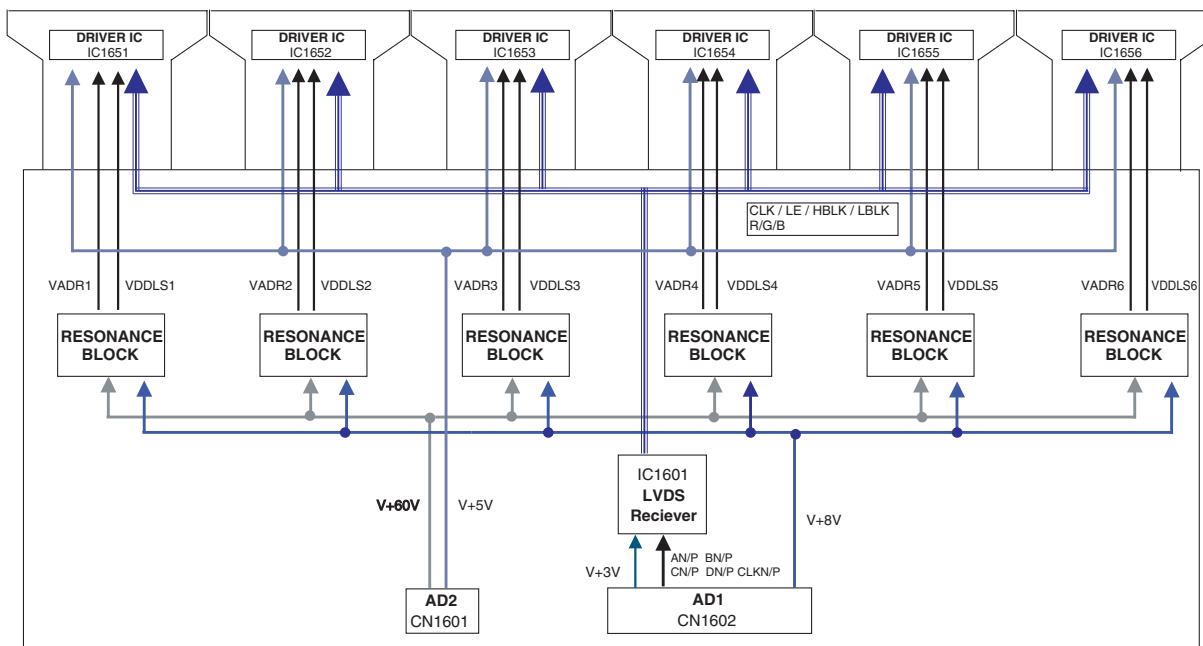 DRIVER IC
IC1651
DRIVER IC
IC1652
DRIVER IC
IC1653
DRIVER IC
IC1654
DRIVER IC
IC1655
DRIVER IC
IC1656
CLK / LE / HBLK / LBLK
R/G/B
VADR1
VDDLS1
VADR2
VDDLS2
VADR3
VDDLS3
VADR4
VDDLS4
VADR5
VDDLS5
VADR6
VDDLS6
RESONANCE
BLOCK
RESONANCE
BLOCK
RESONANCE
BLOCK
RESONANCE
BLOCK
RESONANCE
BLOCK
RESONANCE
BLOCK
IC1601
LVDS
Reciever
V+60V
V+5V
V+8V
V+3V
AN/P BN/P
CN/P DN/P CLKN/P
AD2
CN1601
AD1
CN1602